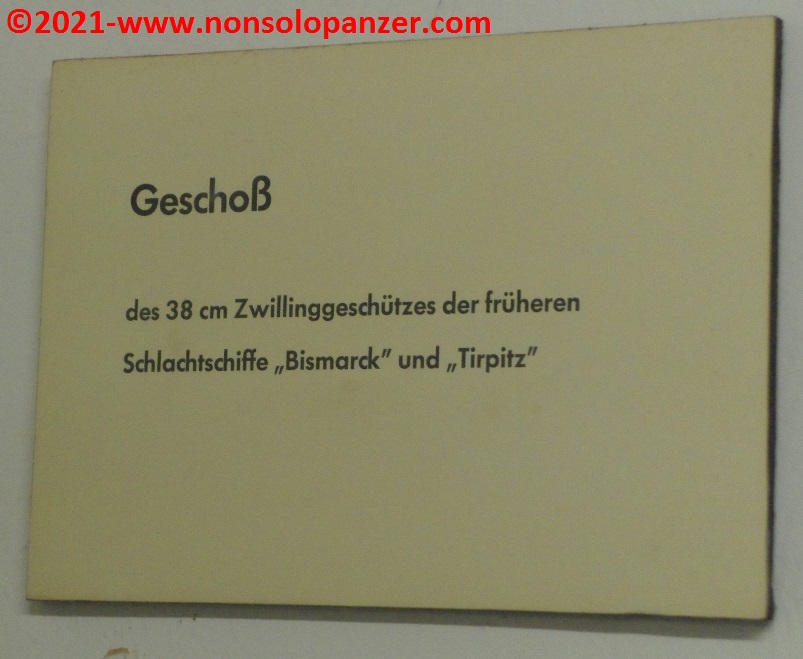 ©2021-www.nonsolopanzer.com
Geschoß
des 38 cm Zwillinggeschützes der früheren
Schlachtschiffe „Bismarck” und „Tirpitz”